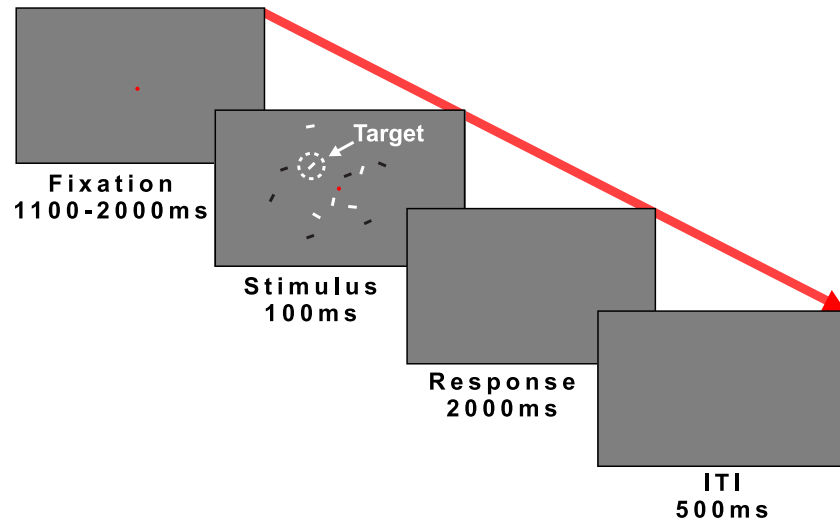 Fixation
1100-2000ms
Target
Stimulus
100ms
Response
2000ms
ITI
500ms